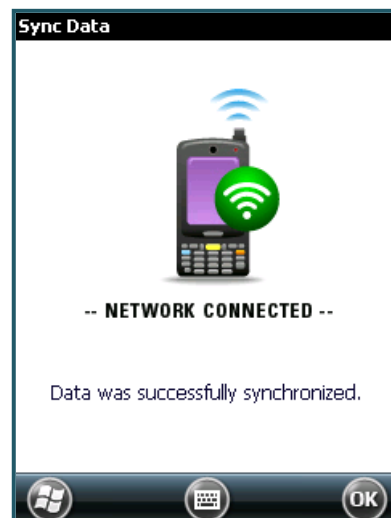 Sync Data
-- NETWORK CONNECTED --
Data was successfully synchronized.
OK